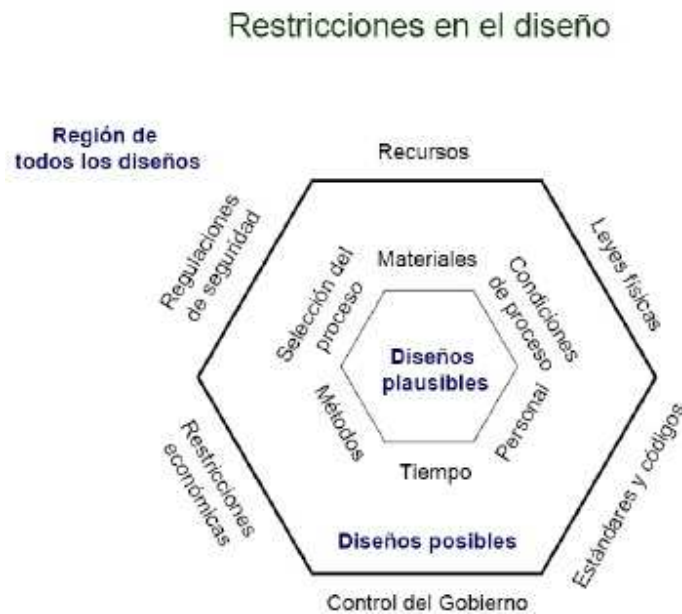 Restricciones en el diseño
Región de
todos los diseños
Recursos
Regulaciones
de seguridad
Leyes físicas
Materiales
Selección del
proceso
Condiciones
de proceso
Diseños
plausibles
Métodos
Personal
Tiempo
Restricciones
económicas
Estándares y códigos
Diseños posibles
Control del Gobierno